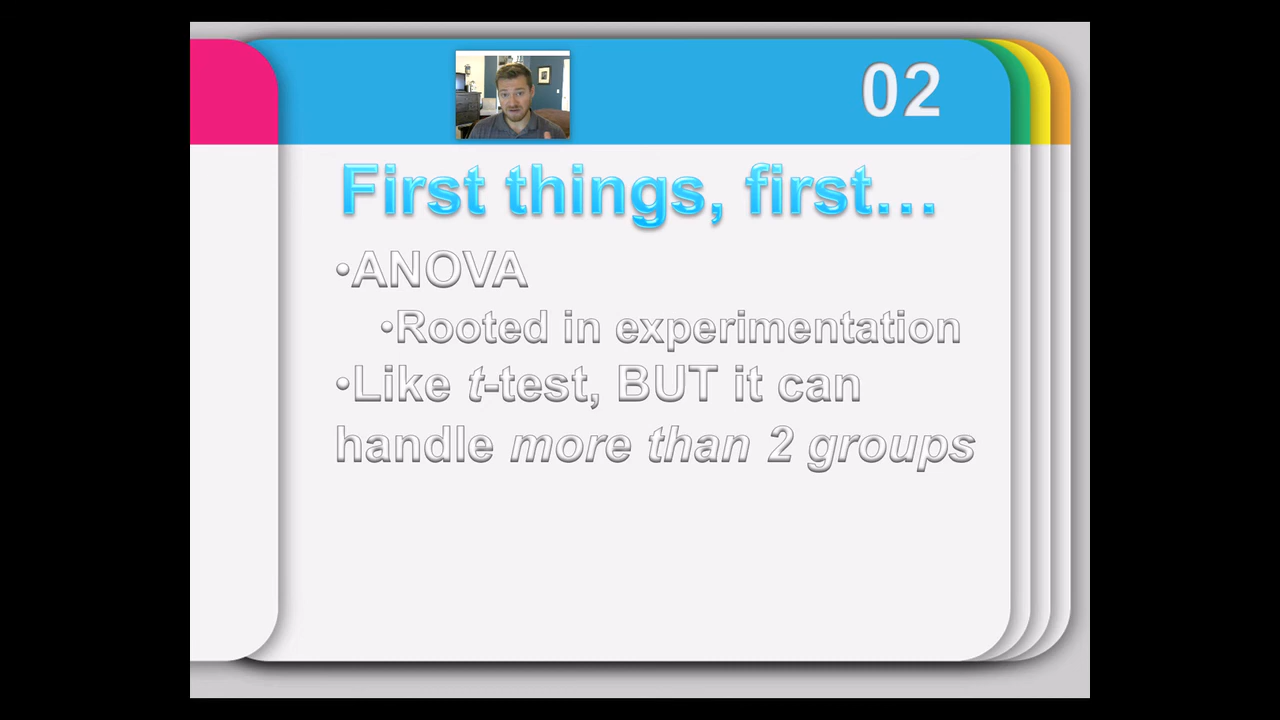 02
First things, first…
•ANOVA
•Rooted in experimentation
•Like t-test, BUT it can
handle more than 2 groups